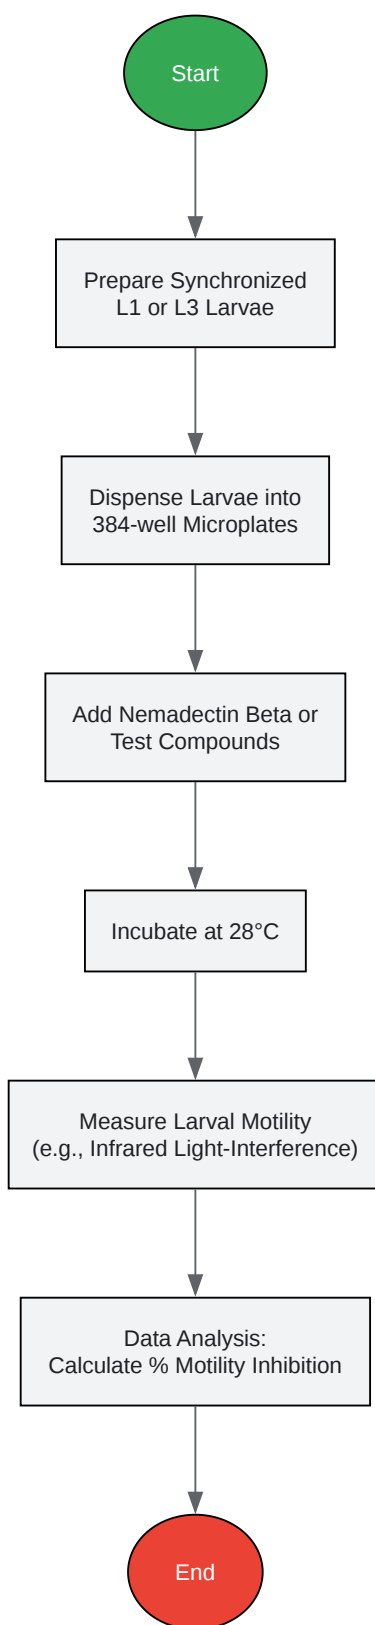 Start
Prepare Synchronized
L1 or L3 Larvae
Dispense Larvae into
384-well Microplates
Add Nemadectin Beta or
Test Compounds
Incubate at 28°C
Measure Larval Motility
(e.g., Infrared Light-Interference)
Data Analysis:
Calculate % Motility Inhibition
End